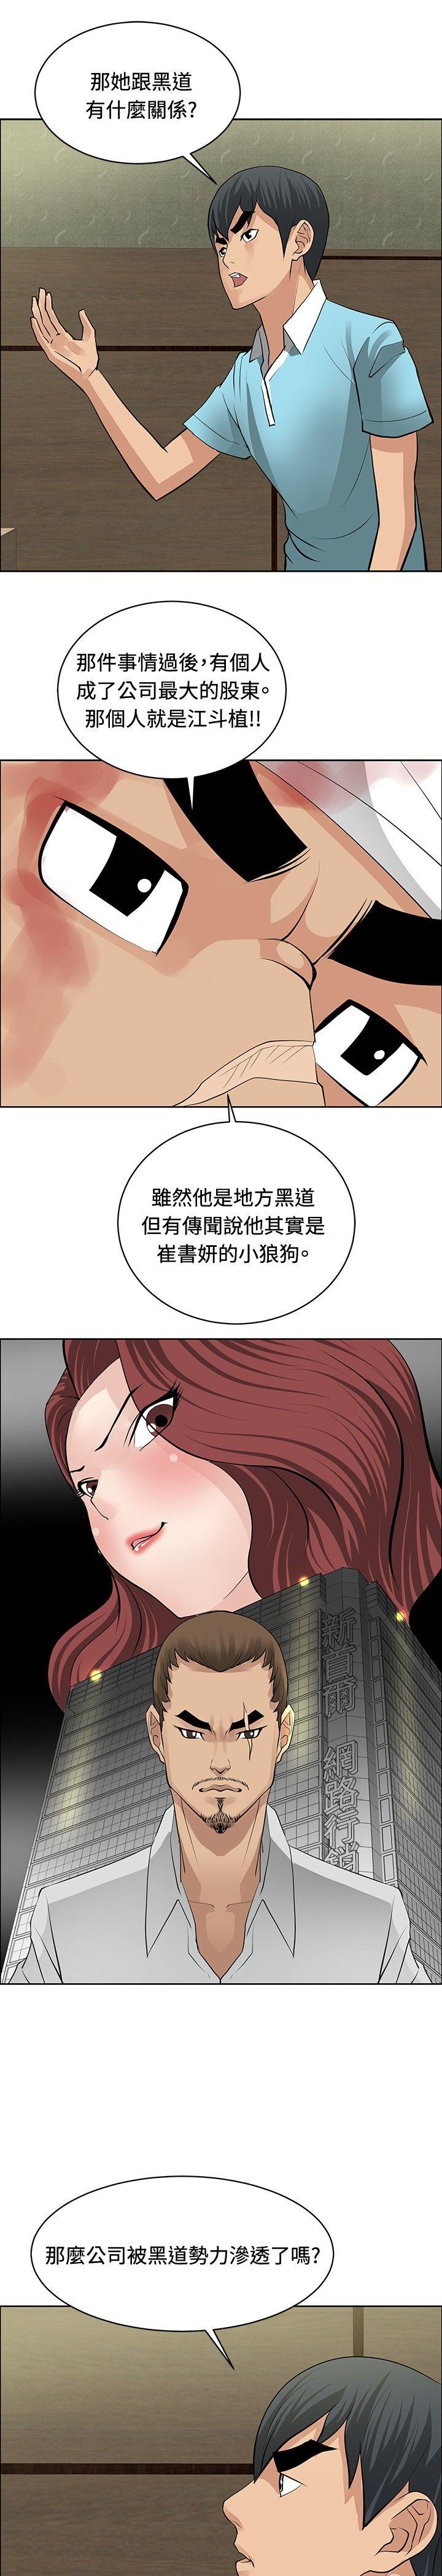 那她跟黑道
有什麼關係?
那件事情過後,有個人
成了公司最大的股東。
那個人就是江斗植!!
雖然他是地方黑道
但有傳聞說他其實是
崔書妍的小狼狗。
新首爾 網路行銷
那麼公司被黑道勢力滲透了嗎?